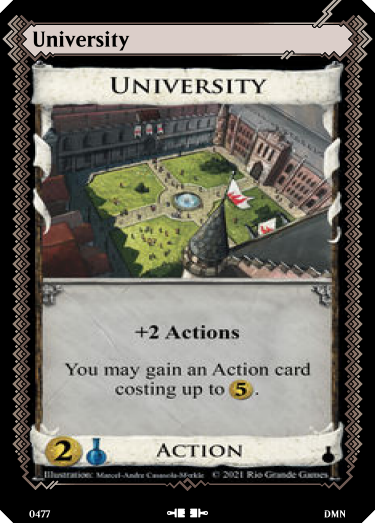 University
UNIVERSITY
+2 Actions
You may gain an Action card
costing up to 5.
2 ACTION
Illustration: Marcel-Andre Casasola-Merkle © 2021 Rio Grande Games
0477 DMN